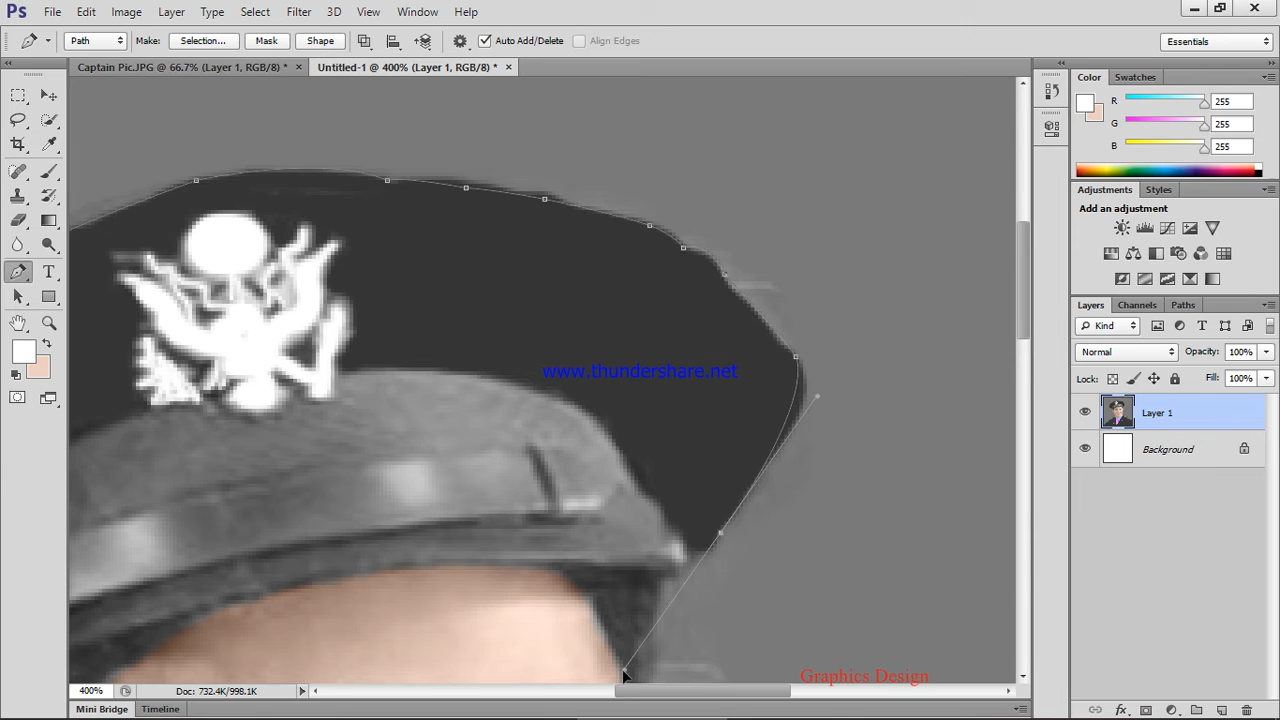 Ps File Edit Image Layer Type Select Filter 3D View Window Help
Path Make: Selection... Mask Shape Auto Add/Delete Align Edges Essentials
Captain Pic.JPG @ 66.7% (Layer 1, RGB/8) * × Untitled-1 @ 400% (Layer 1, RGB/8) * ×
Color Swatches
R 255
G 255
B 255
Adjustments Styles
Add an adjustment
Layers Channels Paths
Kind
Normal Opacity: 100%
Lock: Fill: 100%
Layer 1
Background
www.thundershare.net
Graphics Design
400% Doc: 732.4K/998.1K
Mini Bridge Timeline